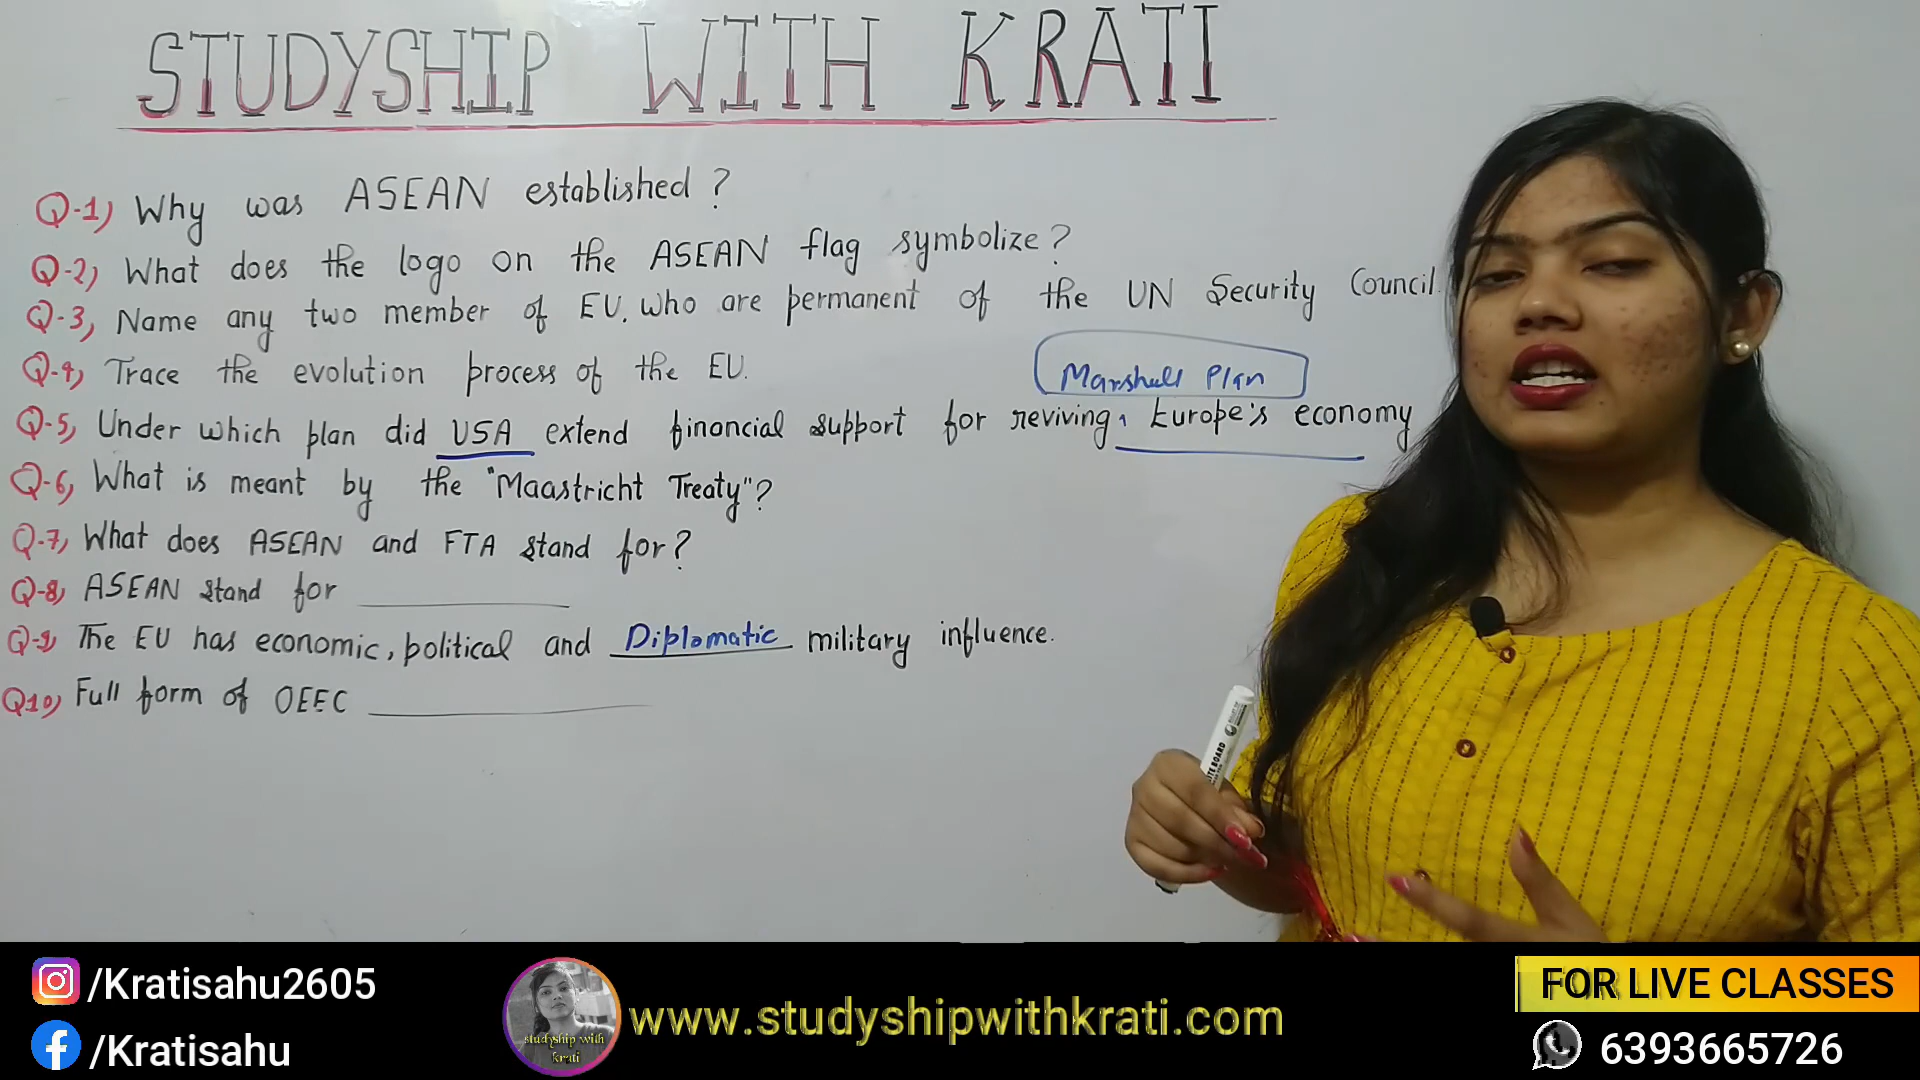 STUDYSHIP WITH KRATI
Q-1) Why was ASEAN established?
Q-2) What does the logo on the ASEAN flag symbolize?
Q-3, Name any two member of EU. who are permanent of the UN Security Council.
Q-4, Trace the evolution process of the EU.
Marshall Plan
Q-5, Under which plan did USA extend financial support for reviving, Europe's economy
Q-6, What is meant by the "Maastricht Treaty"?
Q-7, What does ASEAN and FTA stand for?
Q-8, ASEAN stand for
Q-9, The EU has economic, political and Diplomatic military influence.
Q10, Full form of OEEC
/Kratisahu2605
/Kratisahu
studyship with
krati
www.studyshipwithkrati.com
FOR LIVE CLASSES
6393665726